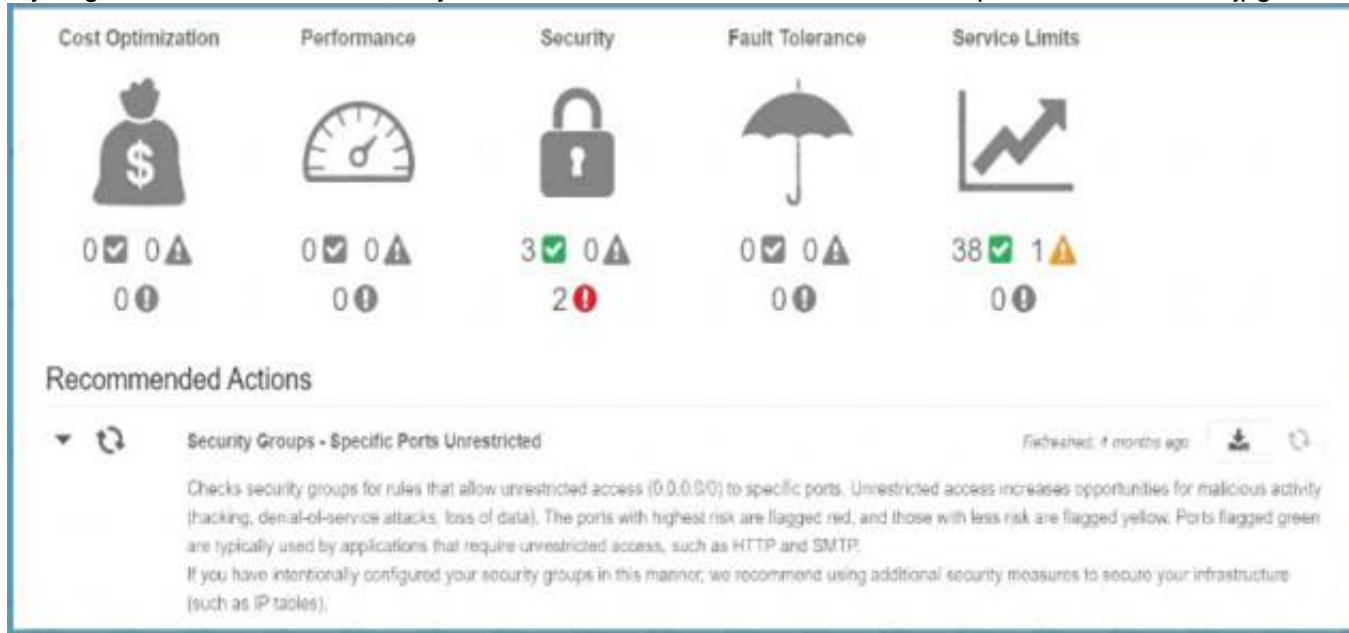 Cost Optimization Performance Security Fault Tolerance Service Limits
$
0 0 0 0 3 0 0 0 38 1
0 0 2 0 0
Recommended Actions
Security Groups - Specific Ports Unrestricted Refreshed: months ago
Checks security groups for rules that allow unrestricted access (0.0.0.0/0) to specific ports. Unrestricted access increases opportunities for malicious activity
(hacking, denial-of-service attacks, loss of data). The ports with highest risk are flagged red, and those with less risk are flagged yellow. Ports flagged green
are typically used by applications that require unrestricted access, such as HTTP and SMTP.
If you have intentionally configured your security groups in this manner, we recommend using additional security measures to secure your infrastructure
(such as IP tables).